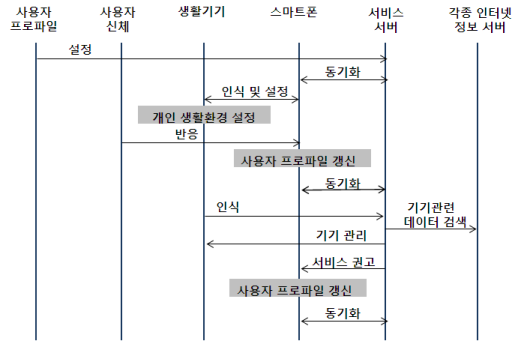 사용자
프로파일
사용자
신체
생활기기
스마트폰
서비스
서버
각종 인터넷
정보 서버
설정
동기화
인식 및 설정
개인 생활환경 설정
반응
사용자 프로파일 갱신
동기화
인식
기기관련
데이터 검색
기기 관리
서비스 권고
사용자 프로파일 갱신
동기화